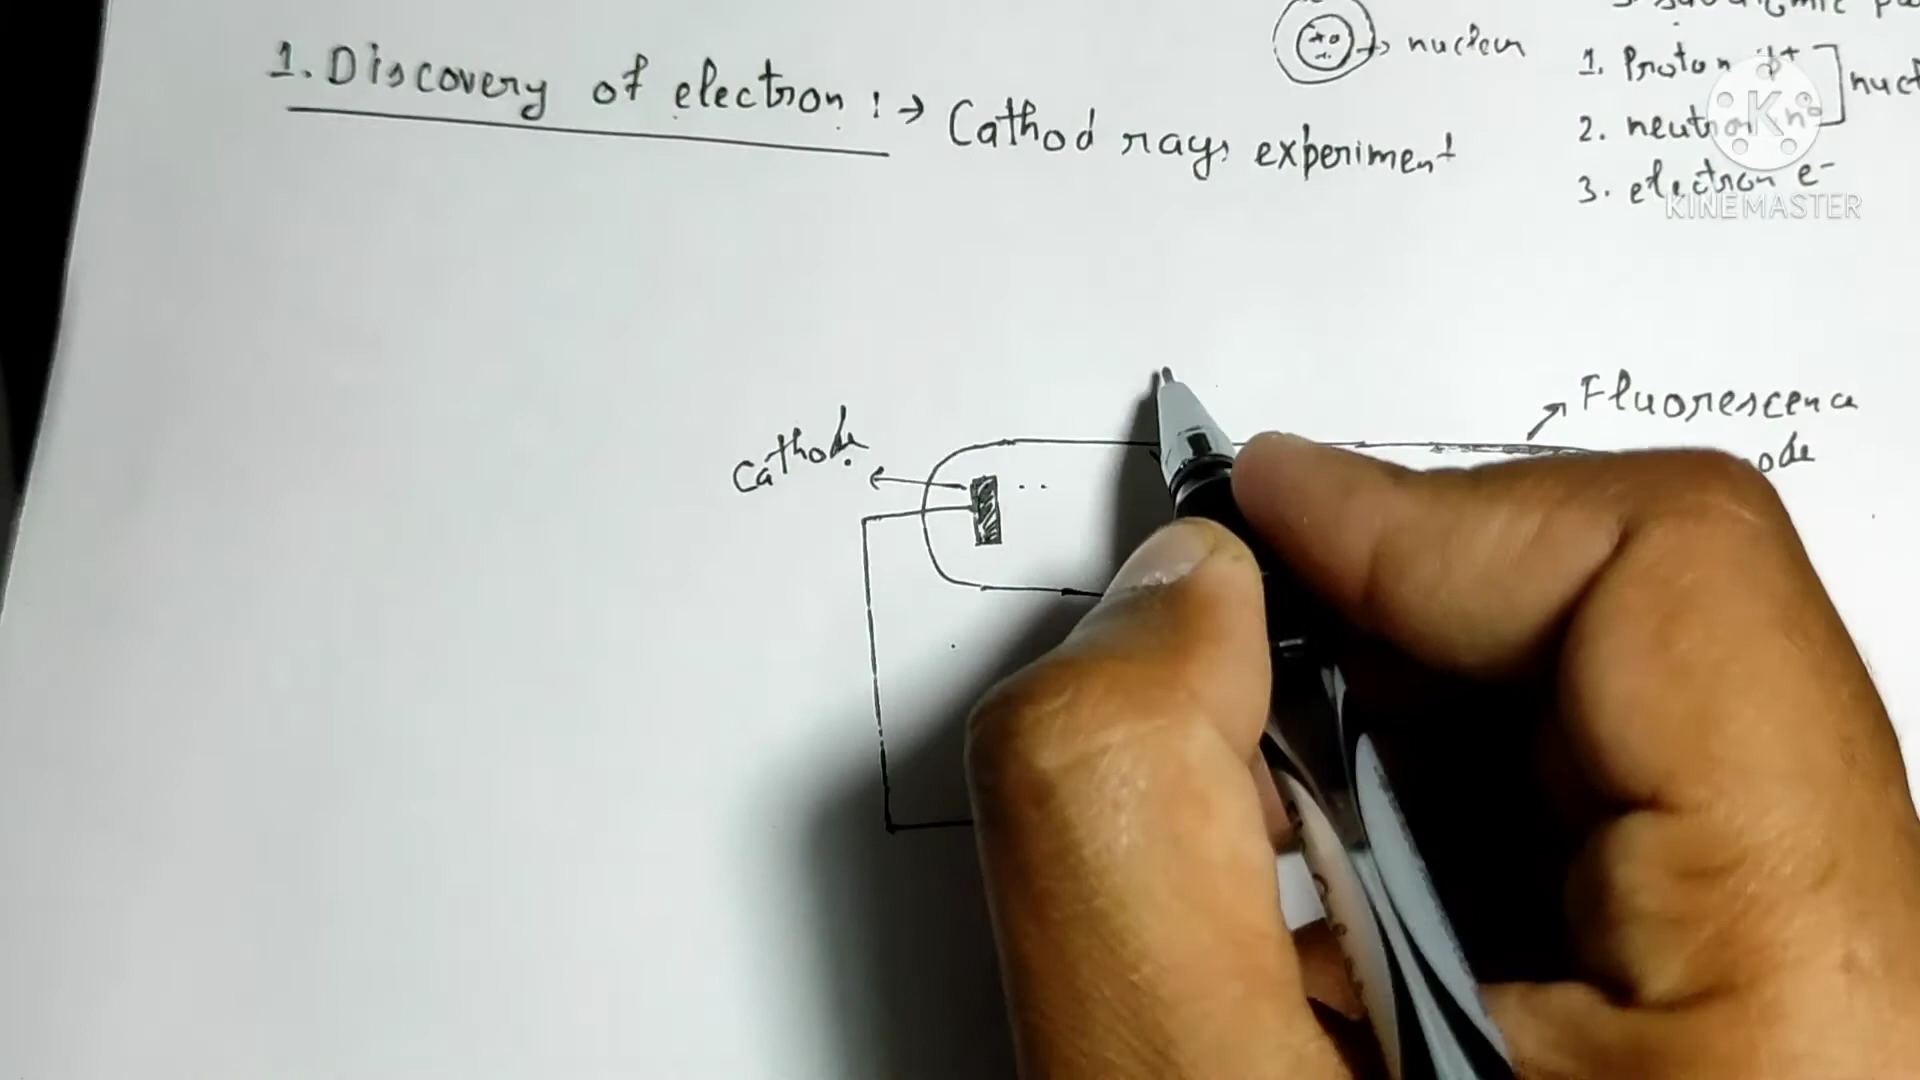 1. Discovery of electron :→ Cathod rays experiment
→ nucleus
1. Proton p+
2. neutron n°
3. electron e-
KINEMASTER
Cathode
Fluorescence